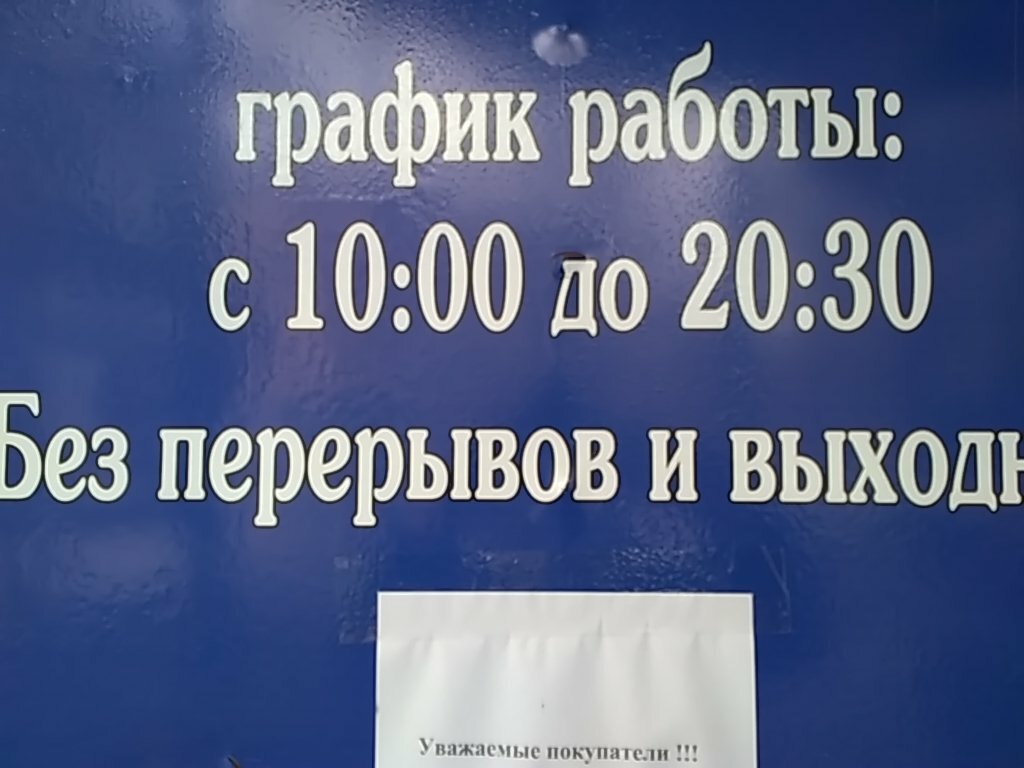 график работы:
с 10:00 до 20:30
Без перерывов и выходн
Уважаемые покупатели !!!